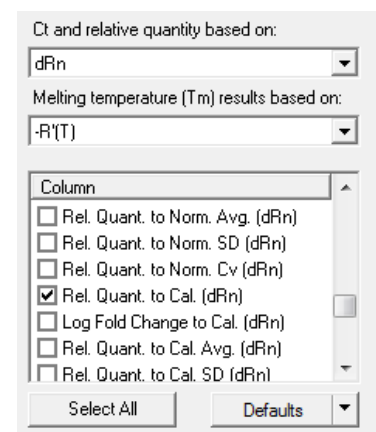 Ct and relative quantity based on:
dRn
Melting temperature (Tm) results based on:
-R'(T)
Column
Rel. Quant. to Norm. Avg. (dRn)
Rel. Quant. to Norm. SD (dRn)
Rel. Quant. to Norm. Cv (dRn)
Rel. Quant. to Cal. (dRn)
Log Fold Change to Cal. (dRn)
Rel. Quant. to Cal. Avg. (dRn)
Rel. Quant. to Cal. SD (dRn)
Select All Defaults